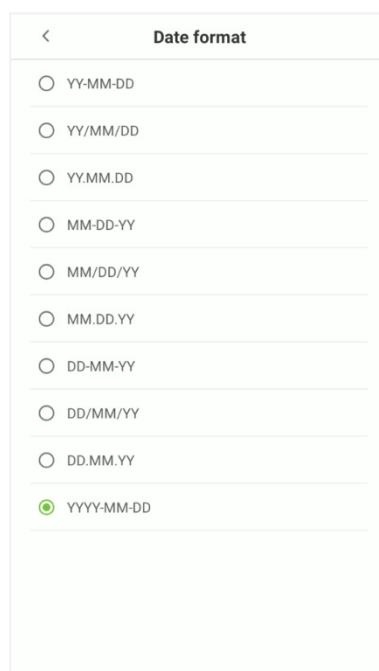 Date format
YY-MM-DD
YY/MM/DD
YY.MM.DD
MM-DD-YY
MM/DD/YY
MM.DD.YY
DD-MM-YY
DD/MM/YY
DD.MM.YY
YYYY-MM-DD